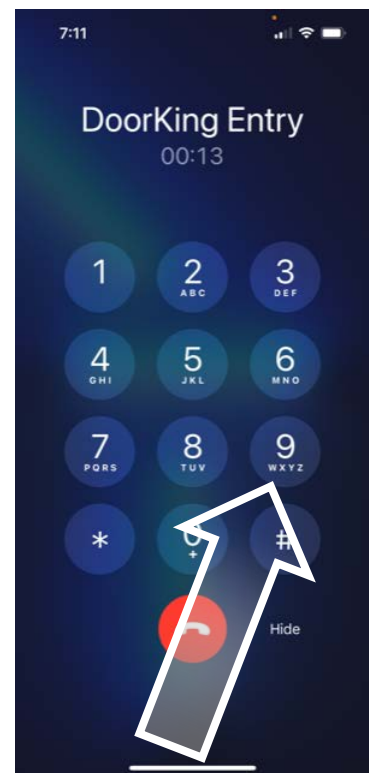 7:11
DoorKing Entry
00:13
1 2 3
ABC DEF
4 5 6
GHI JKL MNO
7 8 9
PQRS TUV WXYZ
* 0 #
+
Hide